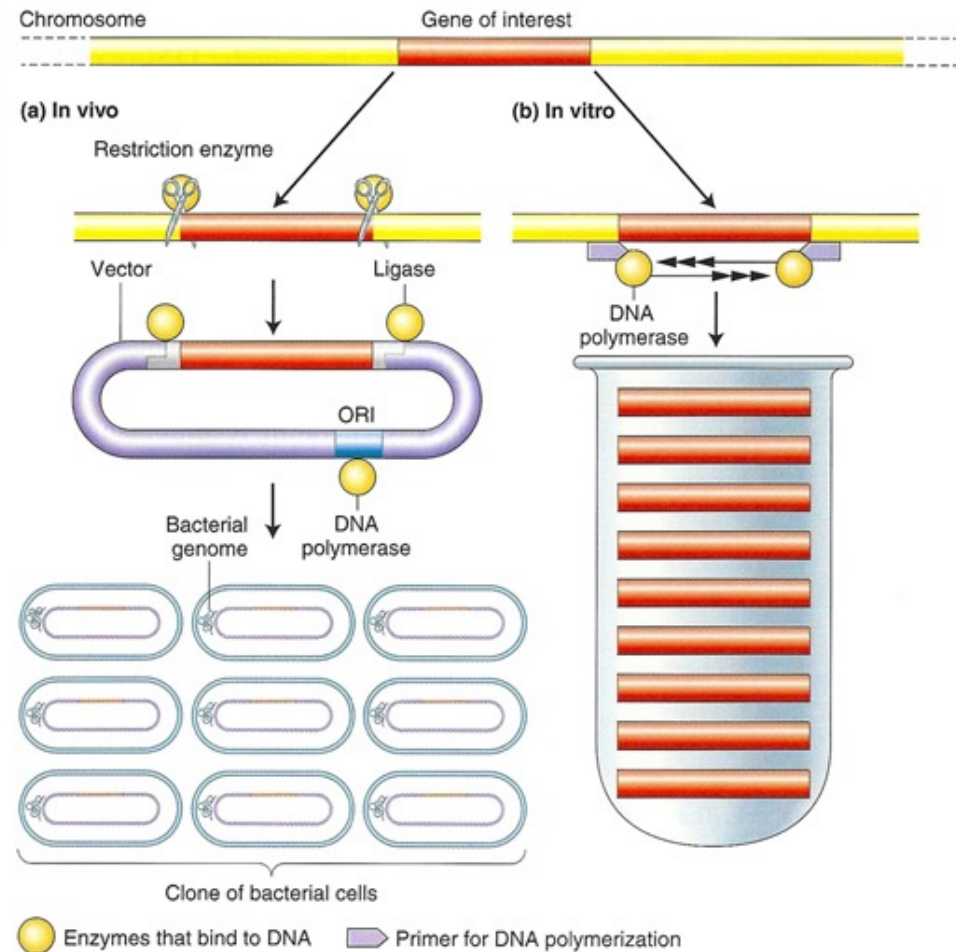 Chromosome
Gene of interest
(a) In vivo
(b) In vitro
Restriction enzyme
Vector
Ligase
DNA
polymerase
ORI
Bacterial
genome
DNA
polymerase
Clone of bacterial cells
Enzymes that bind to DNA
Primer for DNA polymerization